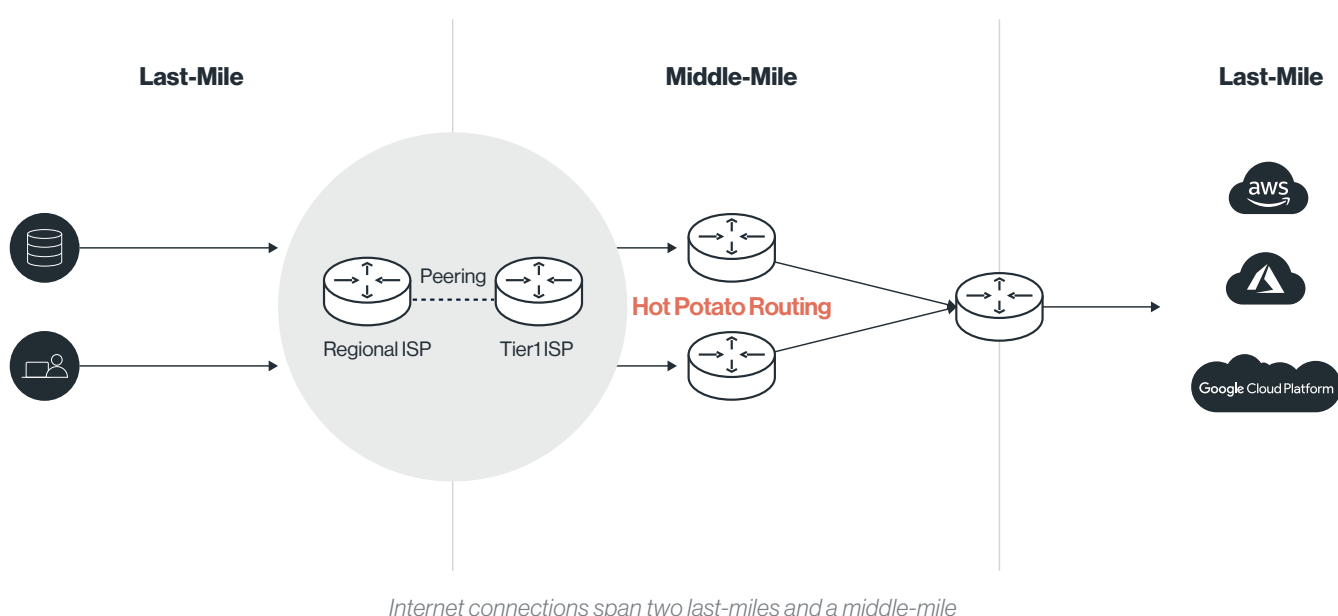 Last-Mile
Middle-Mile
Last-Mile
aws
Peering
Hot Potato Routing
Regional ISP
Tier1 ISP
Google Cloud Platform
Internet connections span two last-miles and a middle-mile